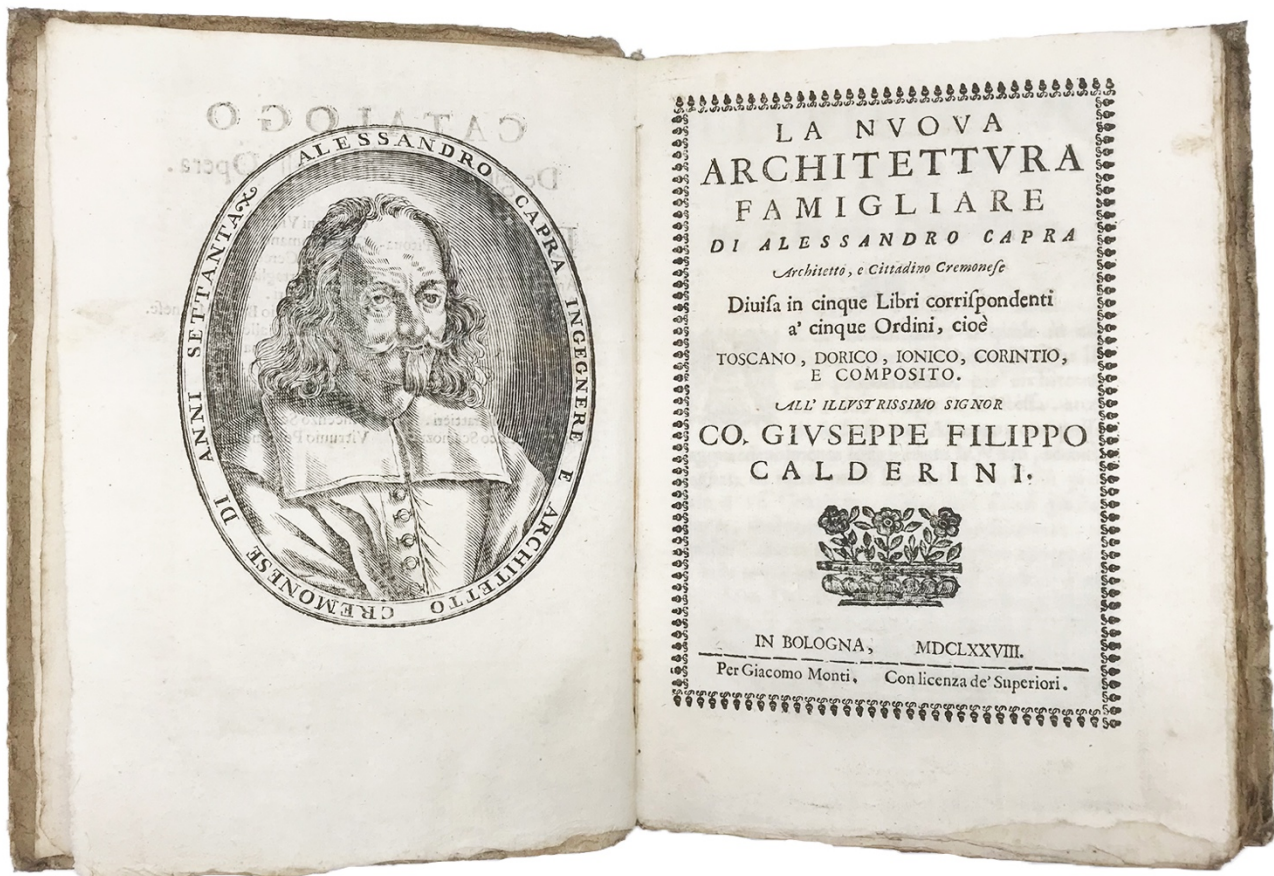 ALESSANDRO CAPRA INGEGNERE E ARCHITETTO CREMONESE DI ANNI SETTANTA
CATALOGO
Opera.
LA NVOVA
ARCHITETTVRA
FAMIGLIARE
DI ALESSANDRO CAPRA
Architetto, e Cittadino Cremoneſe
Diuiſa in cinque Libri corriſpondenti
a' cinque Ordini, cioè
TOSCANO, DORICO, IONICO, CORINTIO,
E COMPOSITO.
ALL' ILLVSTRISSIMO SIGNOR
CO. GIVSEPPE FILIPPO
CALDERINI.
IN BOLOGNA, MDCLXXVIII.
Per Giacomo Monti. Con licenza de' Superiori.